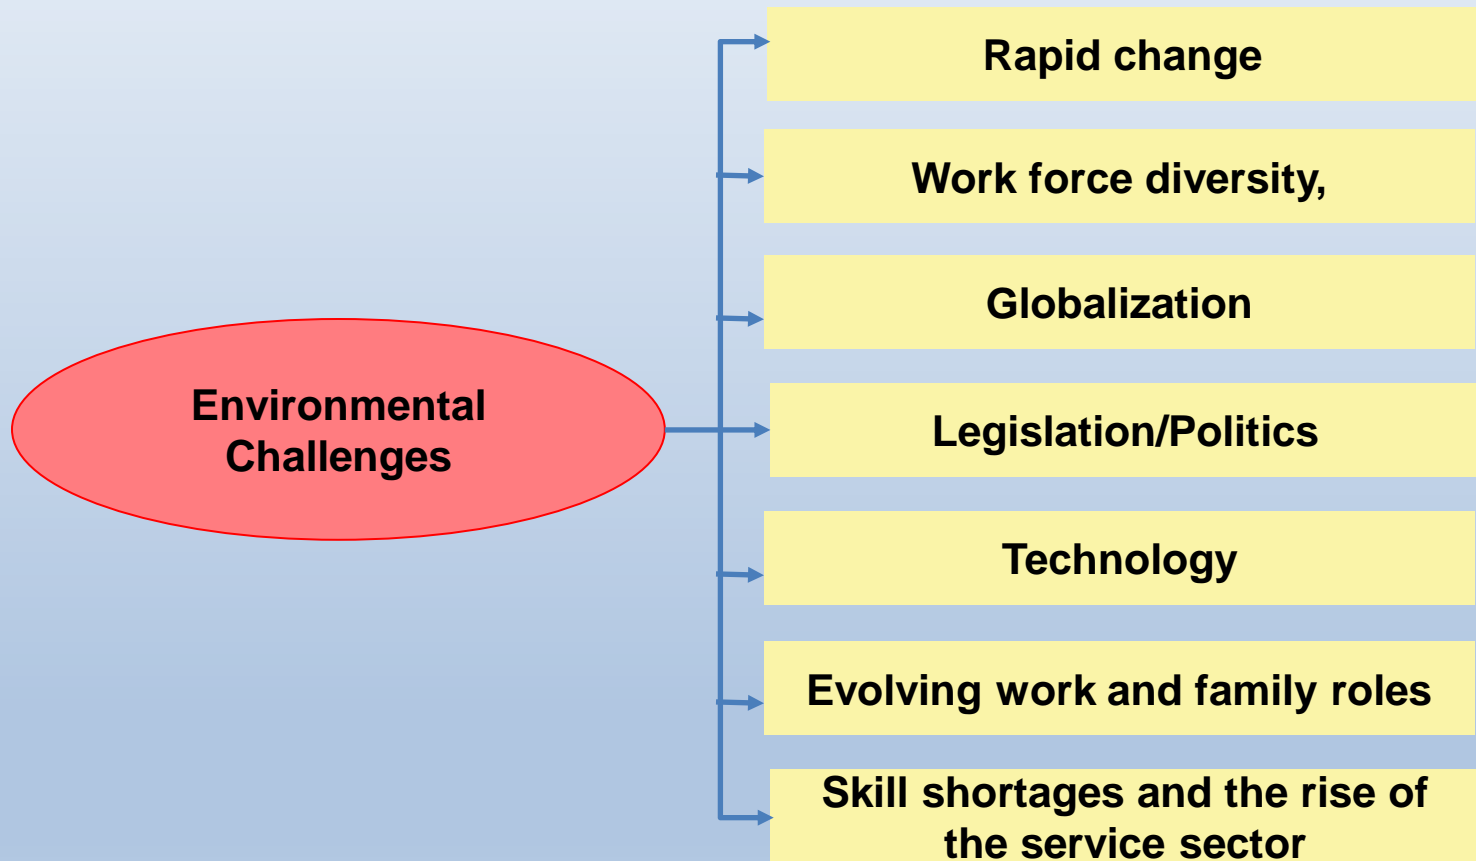 Rapid change
Work force diversity,
Globalization
Environmental
Challenges
Legislation/Politics
Technology
Evolving work and family roles
Skill shortages and the rise of
the service sector